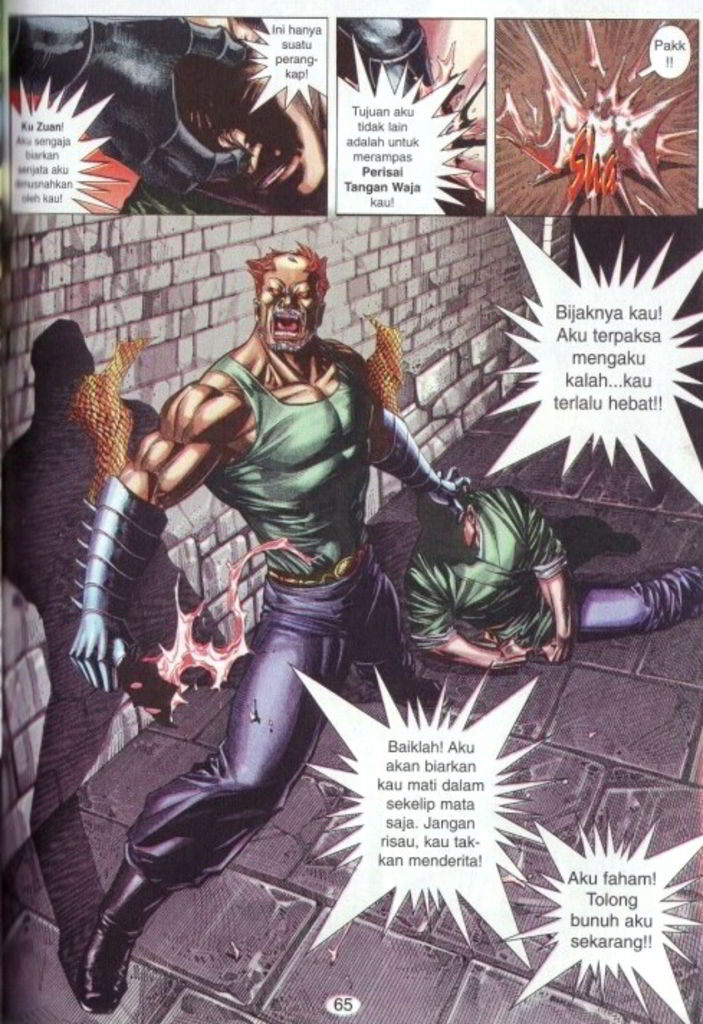 Ini hanya
suatu
perang-
kap!
Ku Zuan!
Aku sengaja
biarkan
senjata aku
dimusnahkan
oleh kau!
Tujuan aku
tidak lain
adalah untuk
merampas
Perisai
Tangan Waja
kau!
Pakk
!!
Bijaknya kau!
Aku terpaksa
mengaku
kalah...kau
terlalu hebat!!
Baiklah! Aku
akan biarkan
kau mati dalam
sekelip mata
saja. Jangan
risau, kau tak-
kan menderita!
Aku faham!
Tolong
bunuh aku
sekarang!!
65